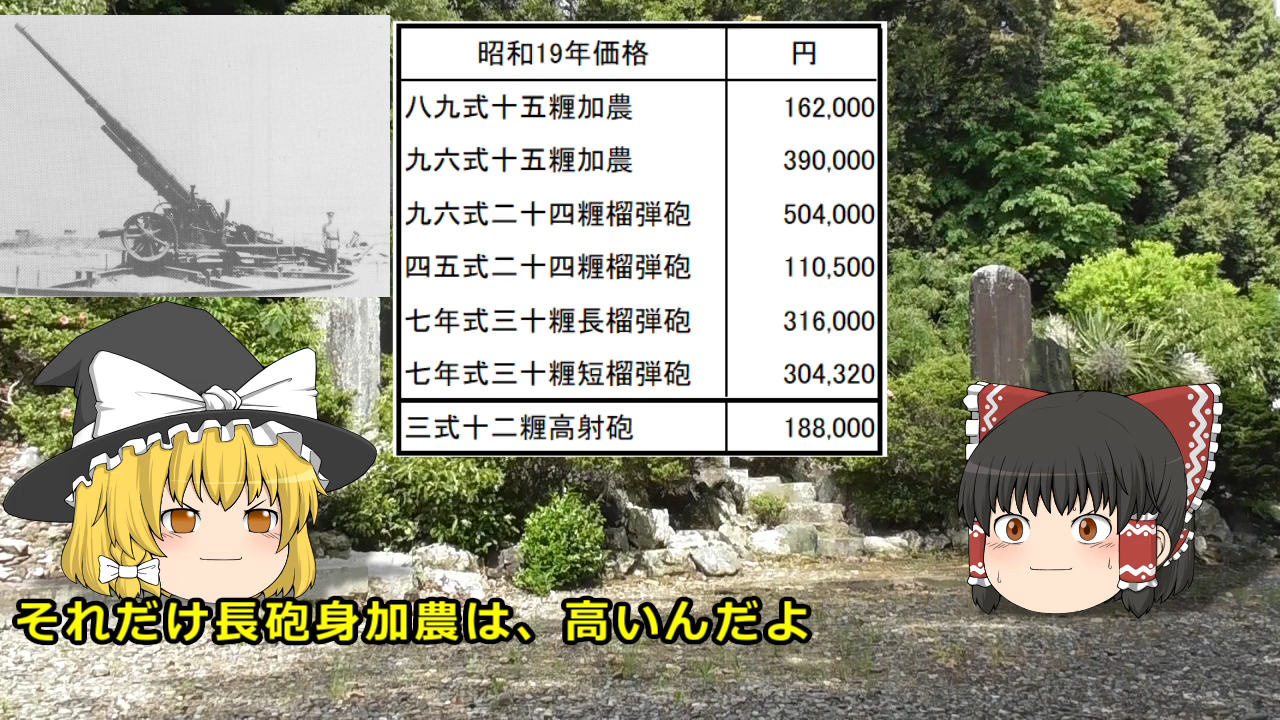 昭和19年価格 円
八九式十五糎加農 162,000
九六式十五糎加農 390,000
九六式二十四糎榴弾砲 504,000
四五式二十四糎榴弾砲 110,500
七年式三十糎長榴弾砲 316,000
七年式三十糎短榴弾砲 304,320
三式十二糎高射砲 188,000
それだけ長砲身加農は、高いんだよ